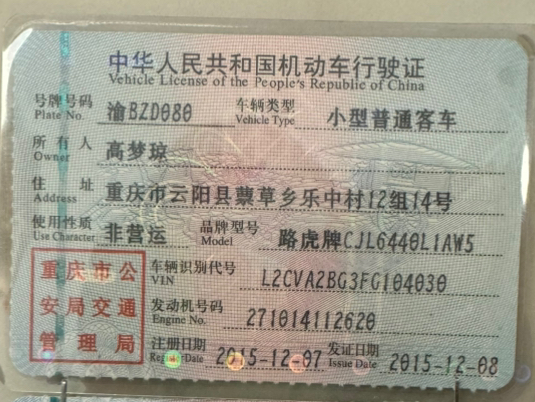 中华人民共和国机动车行驶证
Vehicle License of the People's Republic of China
号牌号码 渝BZD080 车辆类型 小型普通客车
Plate No. Vehicle Type
所有人 高梦琼
Owner
住址 重庆市云阳县蔈草乡乐中村12组14号
Address
使用性质 非营运 品牌型号 路虎牌CJL6440L1AW5
Use Character Model
重庆市公安局交通管理局
车辆识别代号 L2CVA2BG3FG104030
VIN
发动机号码 271014112620
Engine No.
注册日期 2015-12-07 发证日期 2015-12-08
Register Date Issue Date